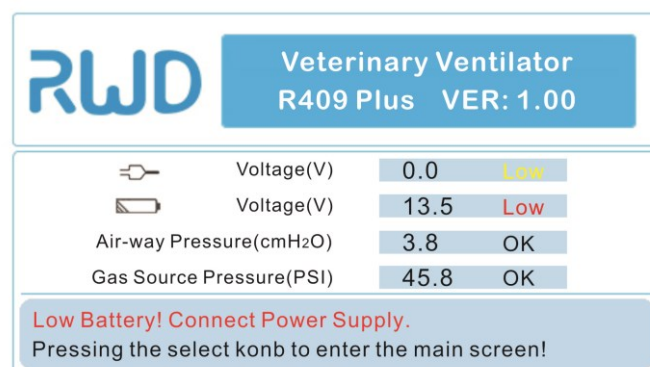 RWD
Veterinary Ventilator
R409 Plus VER: 1.00
Voltage(V) 0.0 Low
Voltage(V) 13.5 Low
Air-way Pressure(cmH₂O) 3.8 OK
Gas Source Pressure(PSI) 45.8 OK
Low Battery! Connect Power Supply.
Pressing the select konb to enter the main screen!